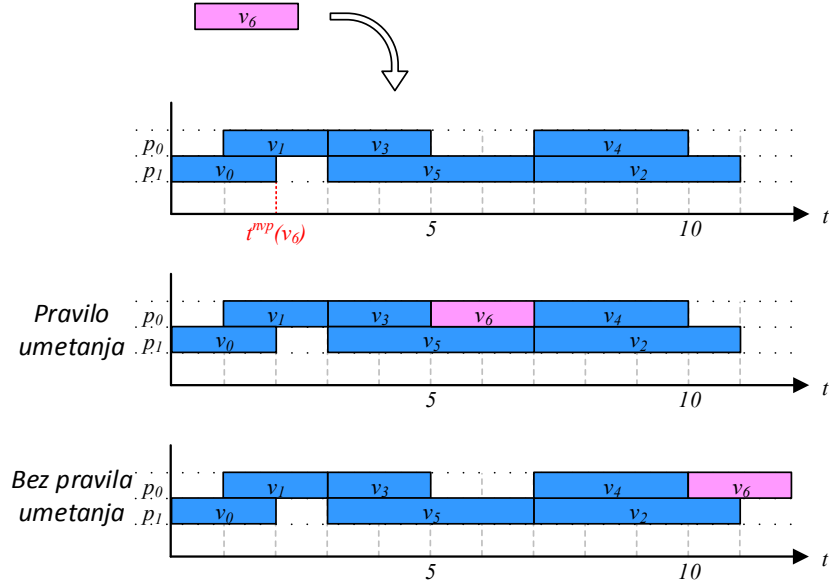 v6
p0 v1 v3 v4
p1 v0 v5 v2
t^nvp(v6) 5 10 t
Pravilo umetanja
p0 v1 v3 v6 v4
p1 v0 v5 v2
5 10 t
Bez pravila umetanja
p0 v1 v3 v4 v6
p1 v0 v5 v2
5 10 t